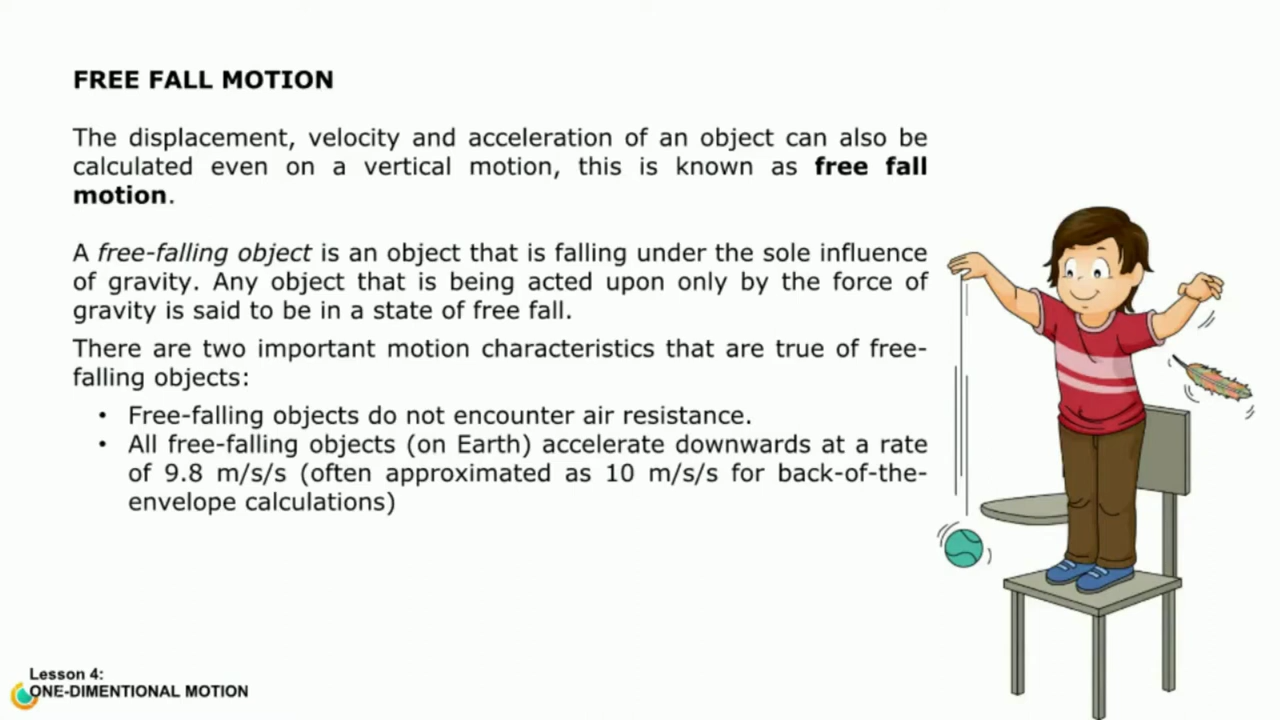 FREE FALL MOTION
The displacement, velocity and acceleration of an object can also be
calculated even on a vertical motion, this is known as free fall
motion.
A free-falling object is an object that is falling under the sole influence
of gravity. Any object that is being acted upon only by the force of
gravity is said to be in a state of free fall.
There are two important motion characteristics that are true of free-
falling objects:
• Free-falling objects do not encounter air resistance.
• All free-falling objects (on Earth) accelerate downwards at a rate
of 9.8 m/s/s (often approximated as 10 m/s/s for back-of-the-
envelope calculations)
Lesson 4:
ONE-DIMENTIONAL MOTION